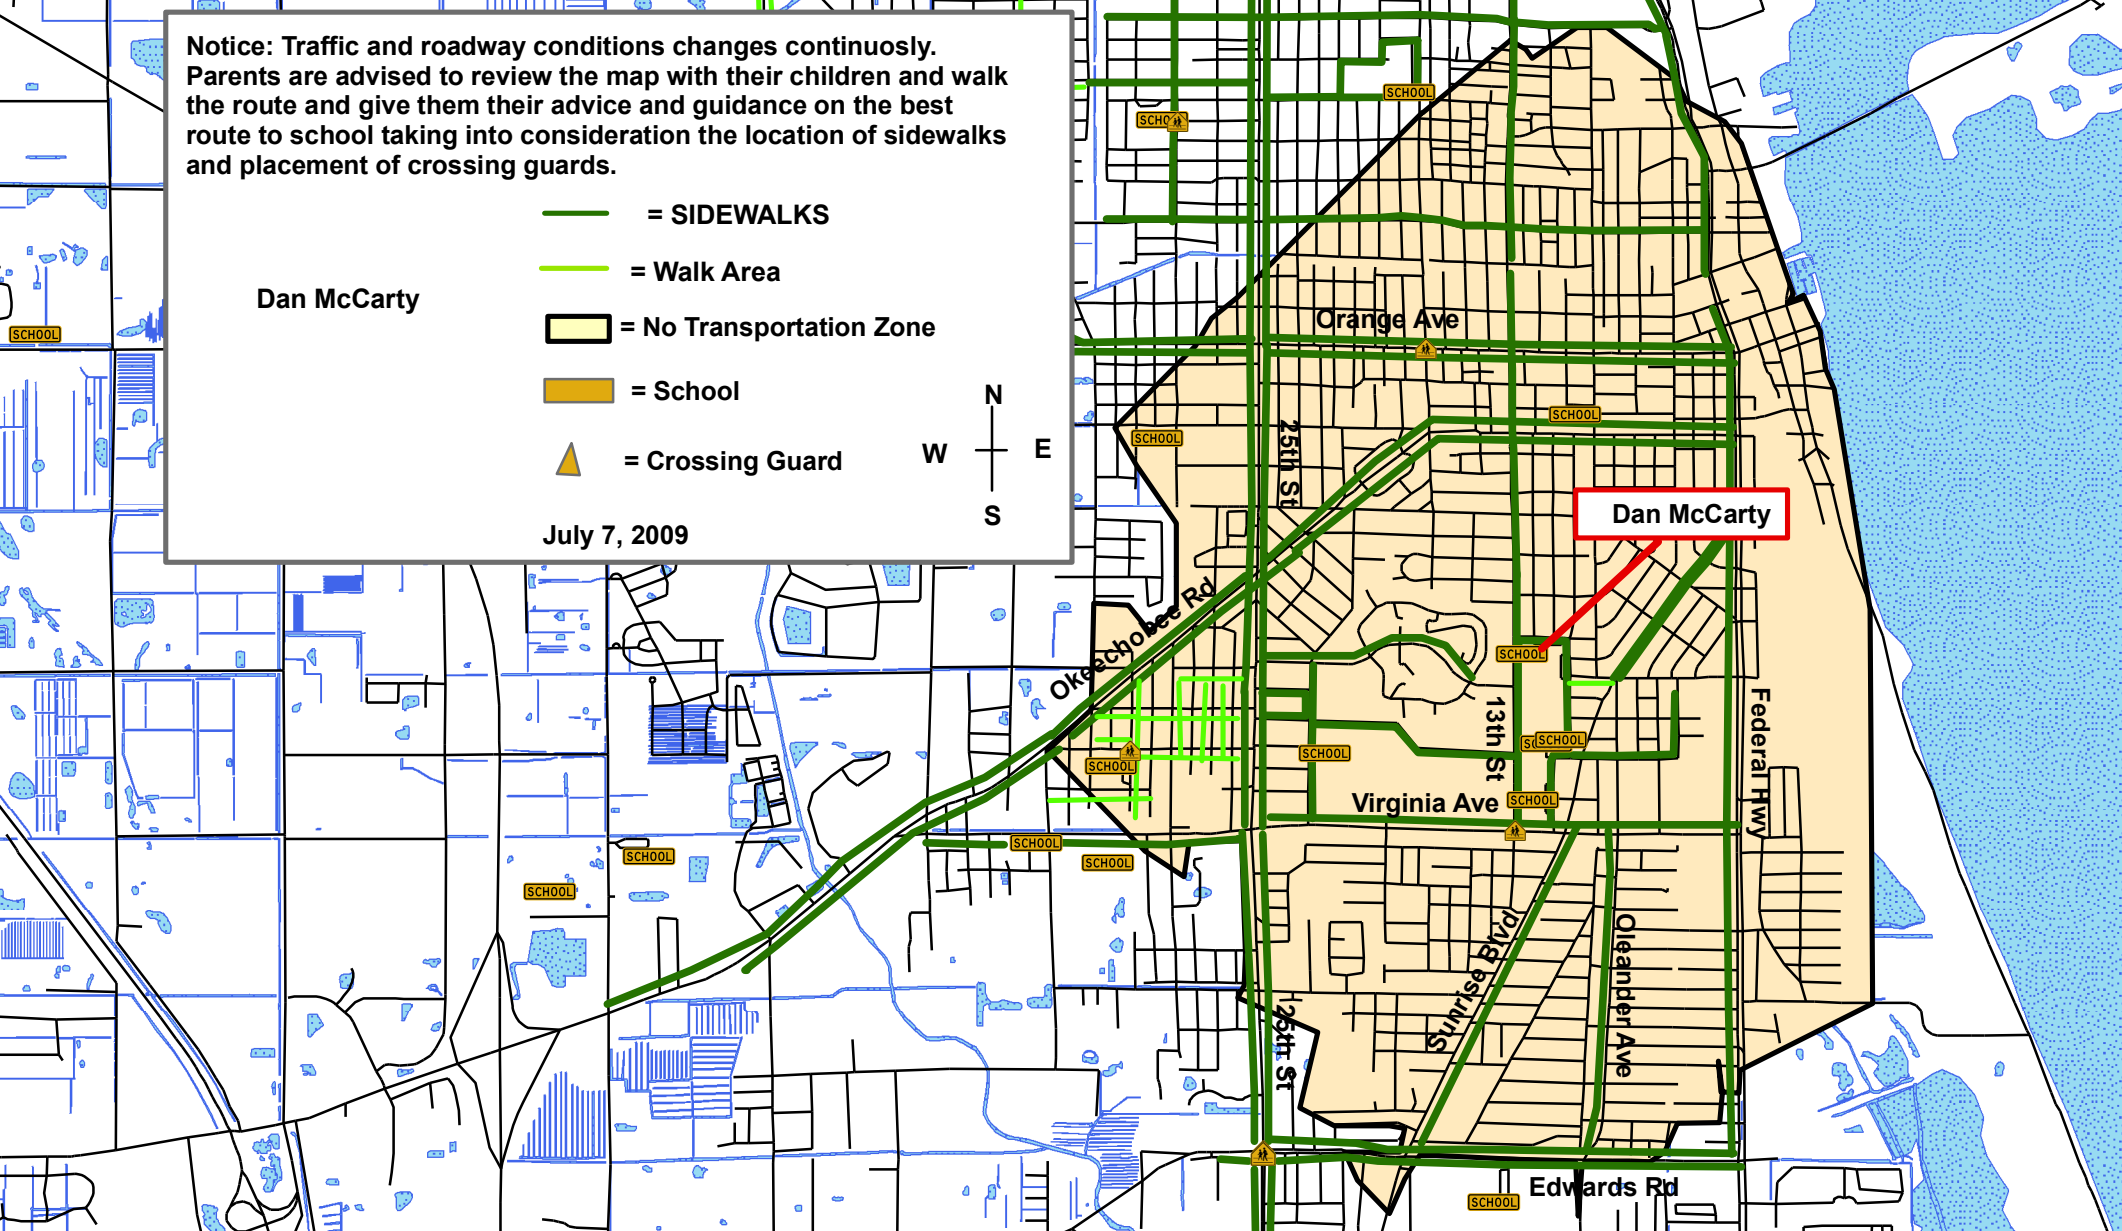 Notice: Traffic and roadway conditions changes continuosly.
Parents are advised to review the map with their children and walk
the route and give them their advice and guidance on the best
route to school taking into consideration the location of sidewalks
and placement of crossing guards.
= SIDEWALKS
= Walk Area
Dan McCarty
= No Transportation Zone
= School
= Crossing Guard
N
W
E
S
July 7, 2009
SCHOOL
SCHOOL
SCHO
Orange Ave
SCHOOL
SCHOOL
25th St
Dan McCarty
Okeechobee Rd
SCHOOL
13th St
Federal Hwy
SCHOOL
SCHOOL
SCHOOL
SC
Virginia Ave
SCHOOL
SCHOOL
SCHOOL
SCHOOL
SCHOOL
Sunrise Blvd
Oleander Ave
25th St
Edwards Rd
SCHOOL